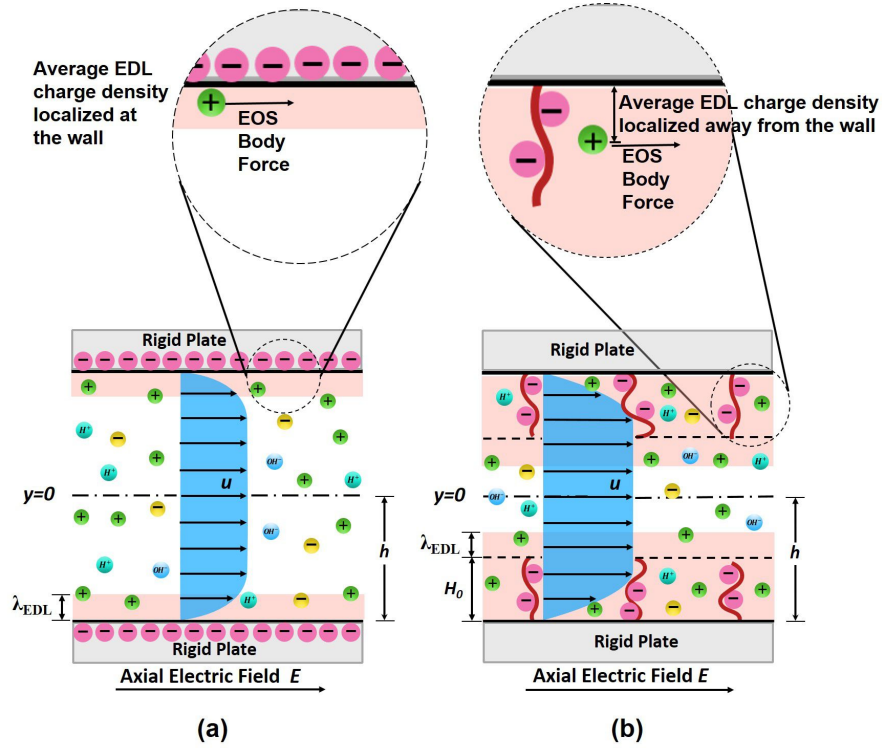 Average EDL
charge density
localized at
the wall
− − − − − −
+
EOS
Body
Force
Average EDL charge density
localized away from the wall
−
−
+
EOS
Body
Force
Rigid Plate
− − − − − − − − − − − −
+ + +
H⁺ − −
+ OH⁻ + H⁺
y=0
u
h
+ + − OH⁻
H⁺ OH⁻ −
λEDL
+ + H⁺ − +
− − − − − − − − − − − −
Rigid Plate
Axial Electric Field E
(a)
Rigid Plate
H⁺ − + − + − +
+ − − H⁺ − −
+ OH⁻ + H⁺
−
y=0
u
OH⁻ H⁺ − OH⁻
h
λEDL
+ +
H0
− H⁺ − + H⁺ −
+ − + − − +
Rigid Plate
Axial Electric Field E
(b)